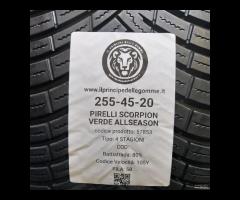 www.ilprincipedellegomme.it
255-45-20
PIRELLI SCORPION
VERDE ALLSEASON
codice prodotto: 57853
Tipo: 4 STAGIONI
DOT
Battistrada: 80%
Codice Velocità: 105Y
FILA: 58